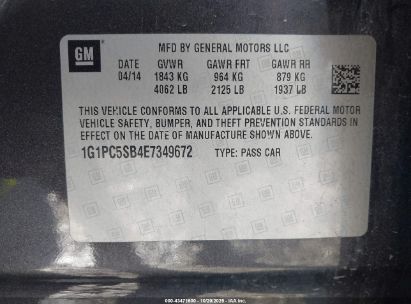 GM
MFD BY GENERAL MOTORS LLC
DATE GVWR GAWR FRT GAWR RR
04/14 1843 KG 964 KG 879 KG
4062 LB 2125 LB 1937 LB
THIS VEHICLE CONFORMS TO ALL APPLICABLE U.S. FEDERAL MOTOR
VEHICLE SAFETY, BUMPER, AND THEFT PREVENTION STANDARDS
IN EFFECT ON THE DATE OF MANUFACTURE SHOWN ABOVE.
1G1PC5SB4E7349672 TYPE: PASS CAR